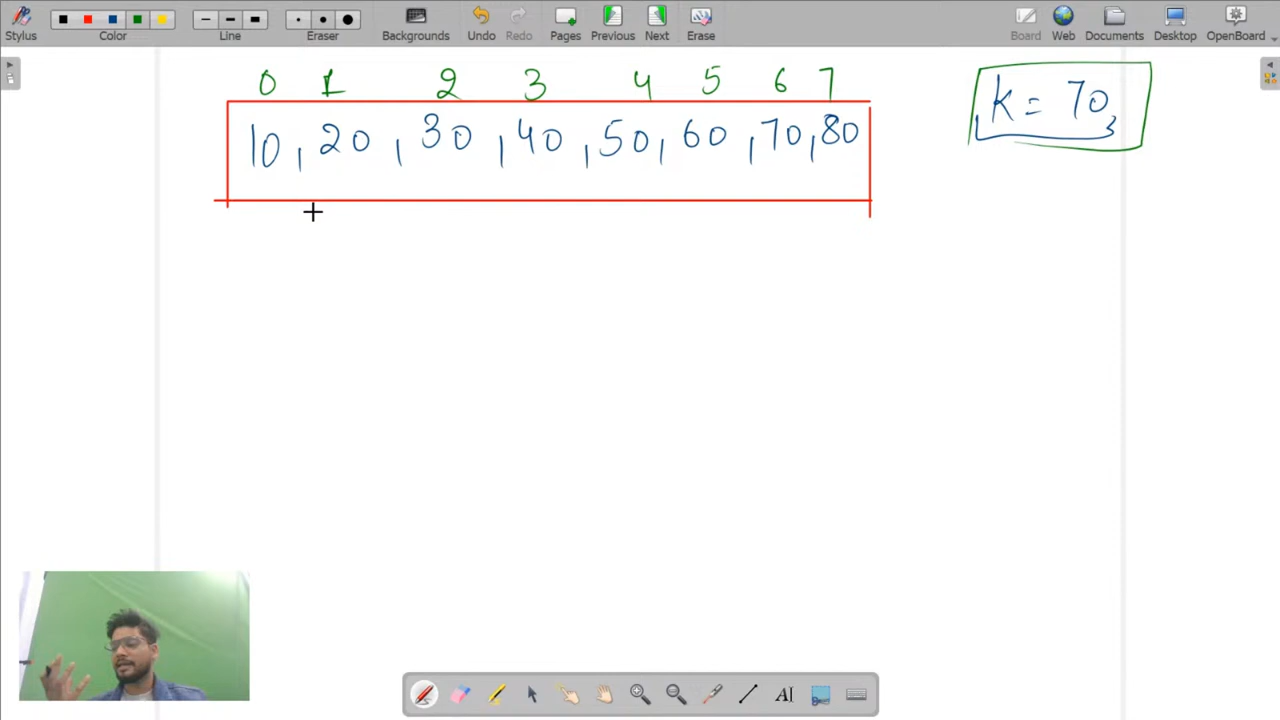 Stylus Color Line Eraser Backgrounds Undo Redo Pages Previous Next Erase Board Web Documents Desktop OpenBoard
0 1 2 3 4 5 6 7
10, 20, 30, 40, 50, 60, 70, 80
k = 70
AI